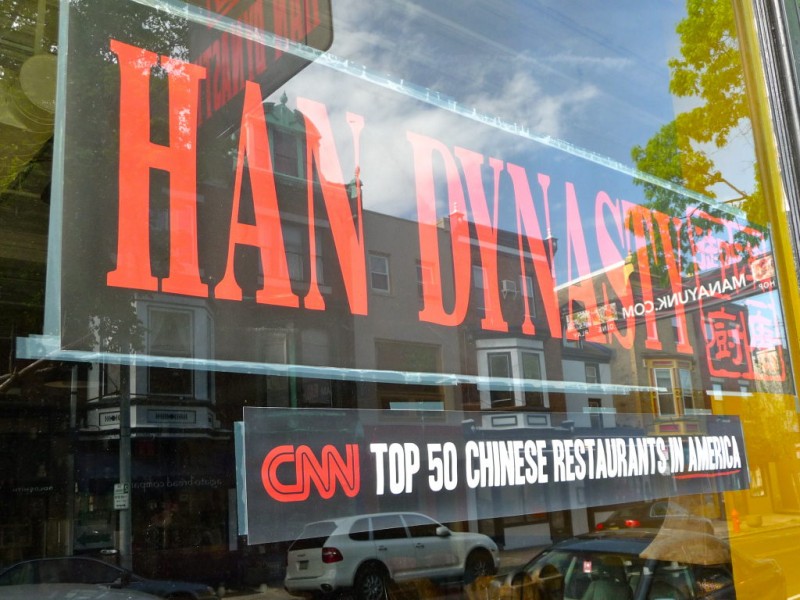 HAN DYNASTY
MANAYUNK.COM
CNN TOP 50 CHINESE RESTAURANTS IN AMERICA